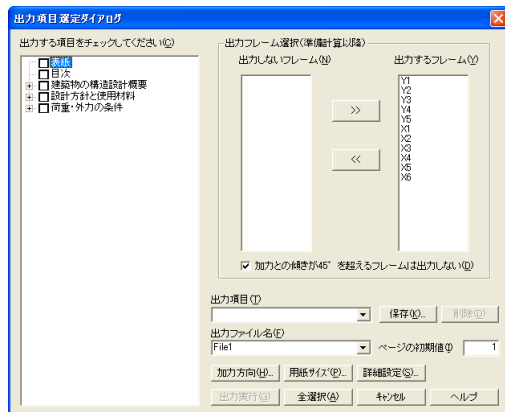 出力項目選定ダイアログ
出力する項目をチェックしてください(C)
表紙
目次
建築物の構造設計概要
設計方針と使用材料
荷重・外力の条件
出力フレーム選択(準備計算以降)
出力しないフレーム(N)
出力するフレーム(Y)
Y1
Y2
Y3
Y4
Y5
X1
X2
X3
X4
X5
X6
>>
<<
加力との傾きが45°を超えるフレームは出力しない(D)
出力項目(T)
保存(K)...
削除(D)
出力ファイル名(F)
File1
ページの初期値(I)
1
加力方向(H)...
用紙サイズ(P)...
詳細設定(S)...
出力実行(G)
全選択(A)
キャンセル
ヘルプ